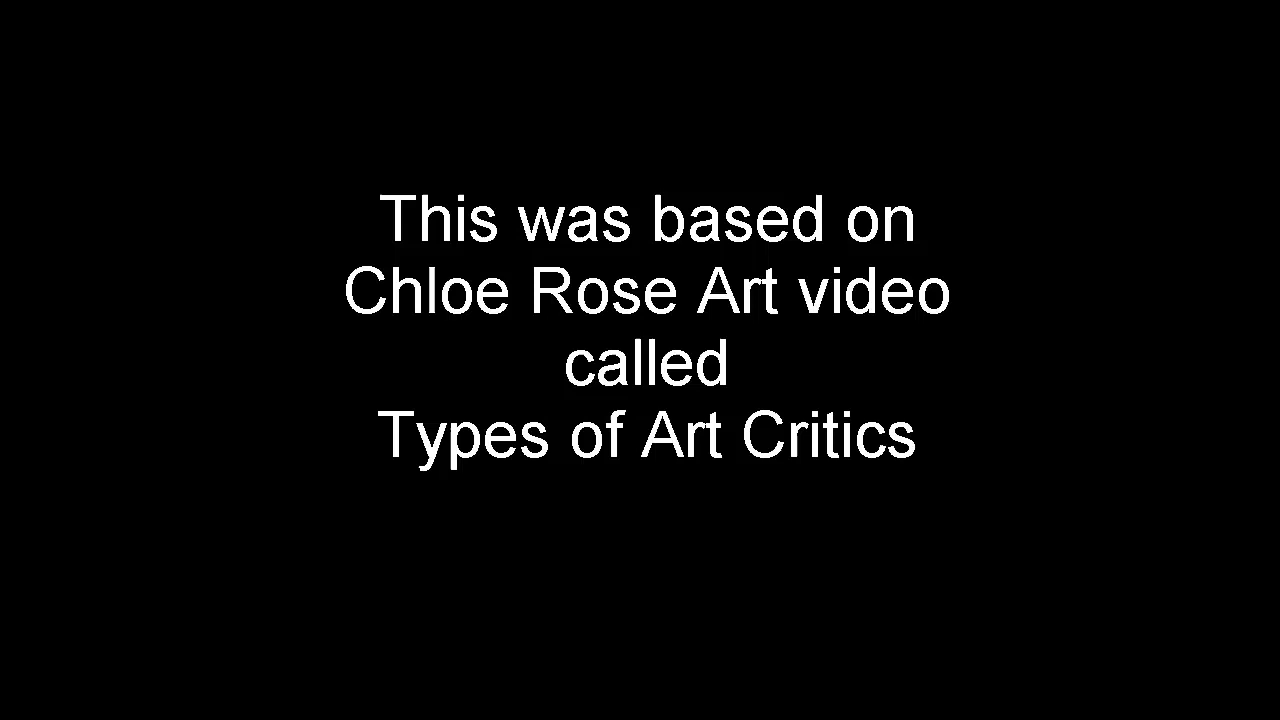 This was based on
Chloe Rose Art video
called
Types of Art Critics